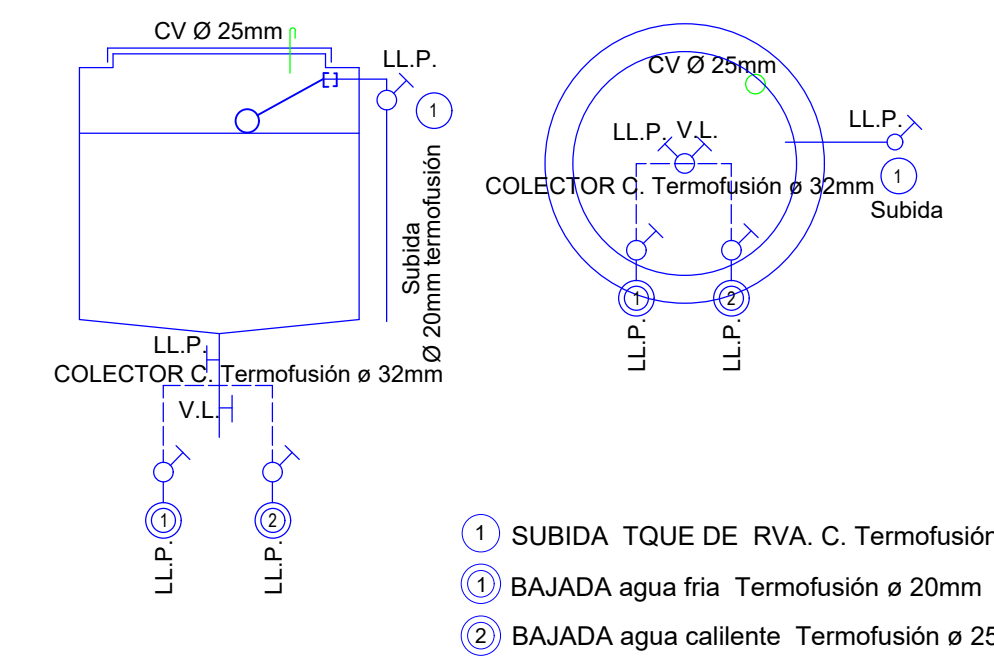 CV Ø 25mm
LL.P.
1
Subida
Ø 20mm termofusión
LL.P.
COLECTOR C. Termofusión ø 32mm
V.L.
1
2
LL.P.
LL.P.
CV Ø 25mm
LL.P. V.L.
LL.P.
COLECTOR C. Termofusión ø 32mm
1
Subida
1
2
LL.P.
LL.P.
1 SUBIDA TQUE DE RVA. C. Termofusión
1 BAJADA agua fria Termofusión ø 20mm
2 BAJADA agua calilente Termofusión ø 25